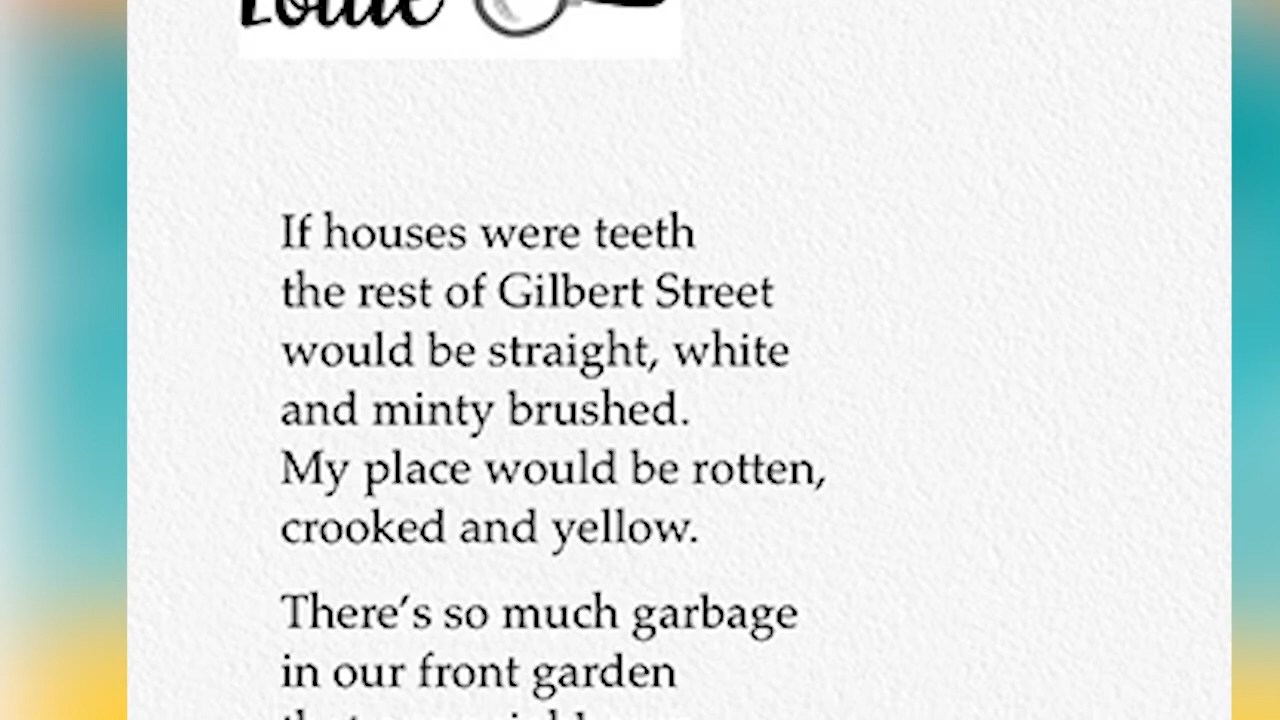 If houses were teeth
the rest of Gilbert Street
would be straight, white
and minty brushed.
My place would be rotten,
crooked and yellow.
There's so much garbage
in our front garden